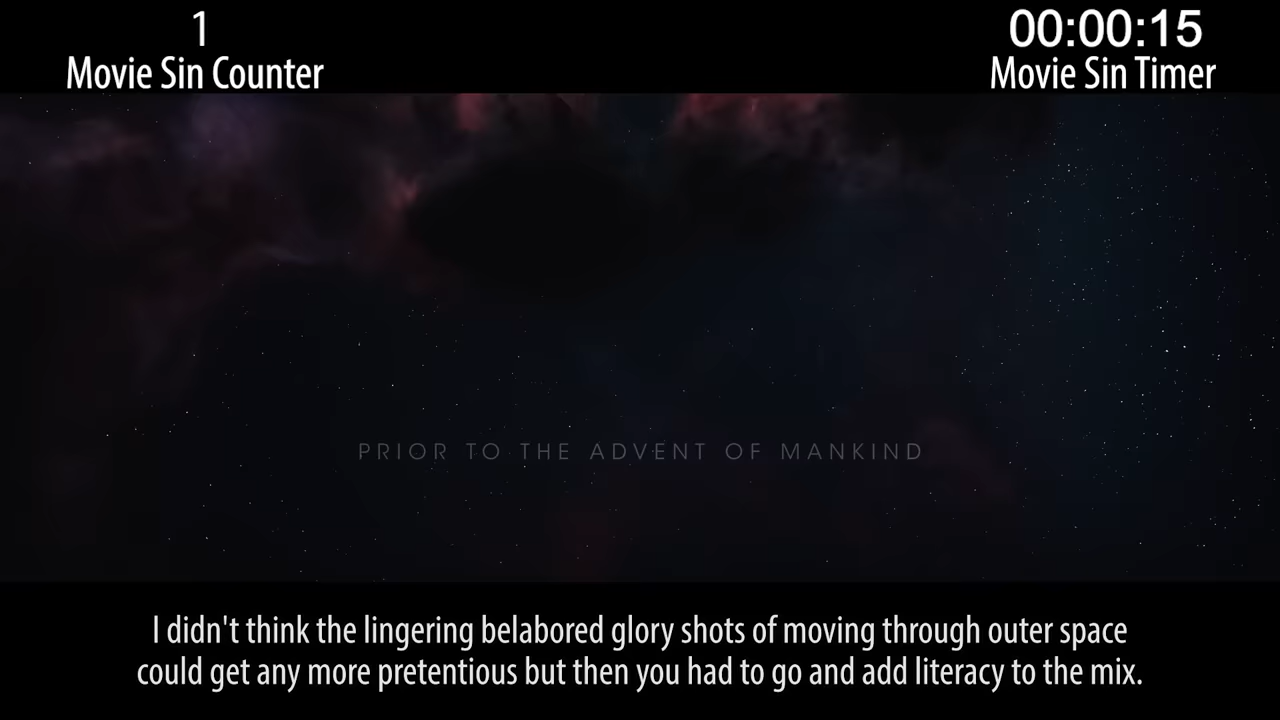 1
Movie Sin Counter
00:00:15
Movie Sin Timer
PRIOR TO THE ADVENT OF MANKIND
I didn't think the lingering belabored glory shots of moving through outer space
could get any more pretentious but then you had to go and add literacy to the mix.